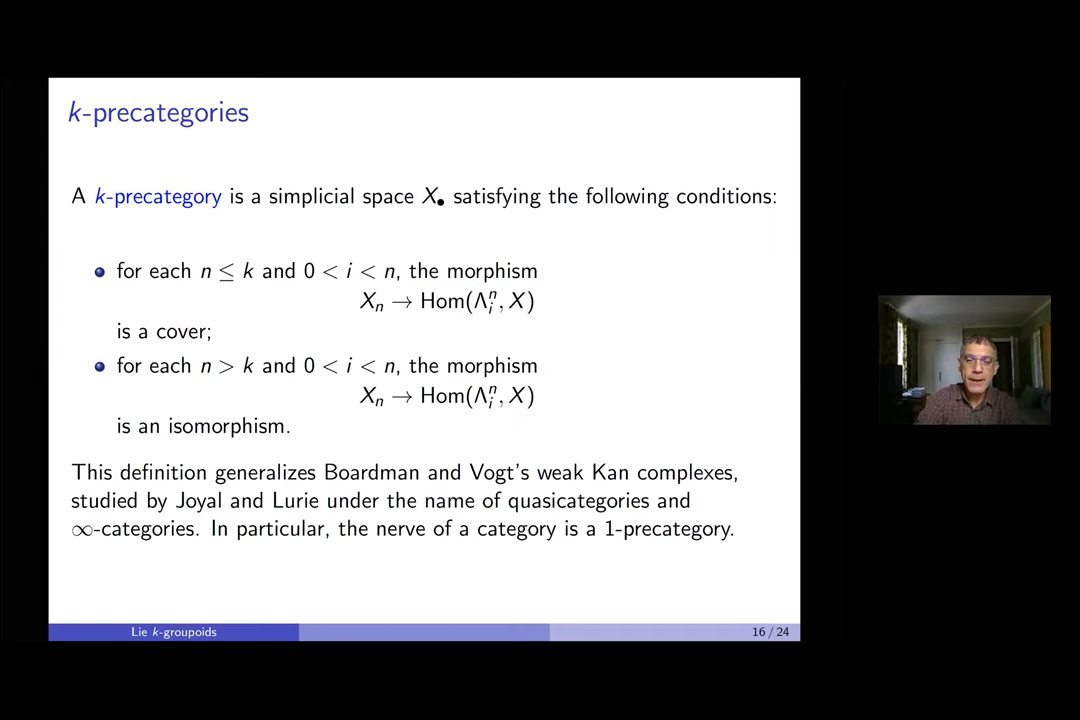 k-precategories
A k-precategory is a simplicial space X• satisfying the following conditions:
for each n ≤ k and 0 < i < n, the morphism
Xₙ → Hom(Λⁿᵢ, X)
is a cover;
for each n > k and 0 < i < n, the morphism
Xₙ → Hom(Λⁿᵢ, X)
is an isomorphism.
This definition generalizes Boardman and Vogt's weak Kan complexes,
studied by Joyal and Lurie under the name of quasicategories and
∞-categories. In particular, the nerve of a category is a 1-precategory.
Lie k-groupoids
16 / 24